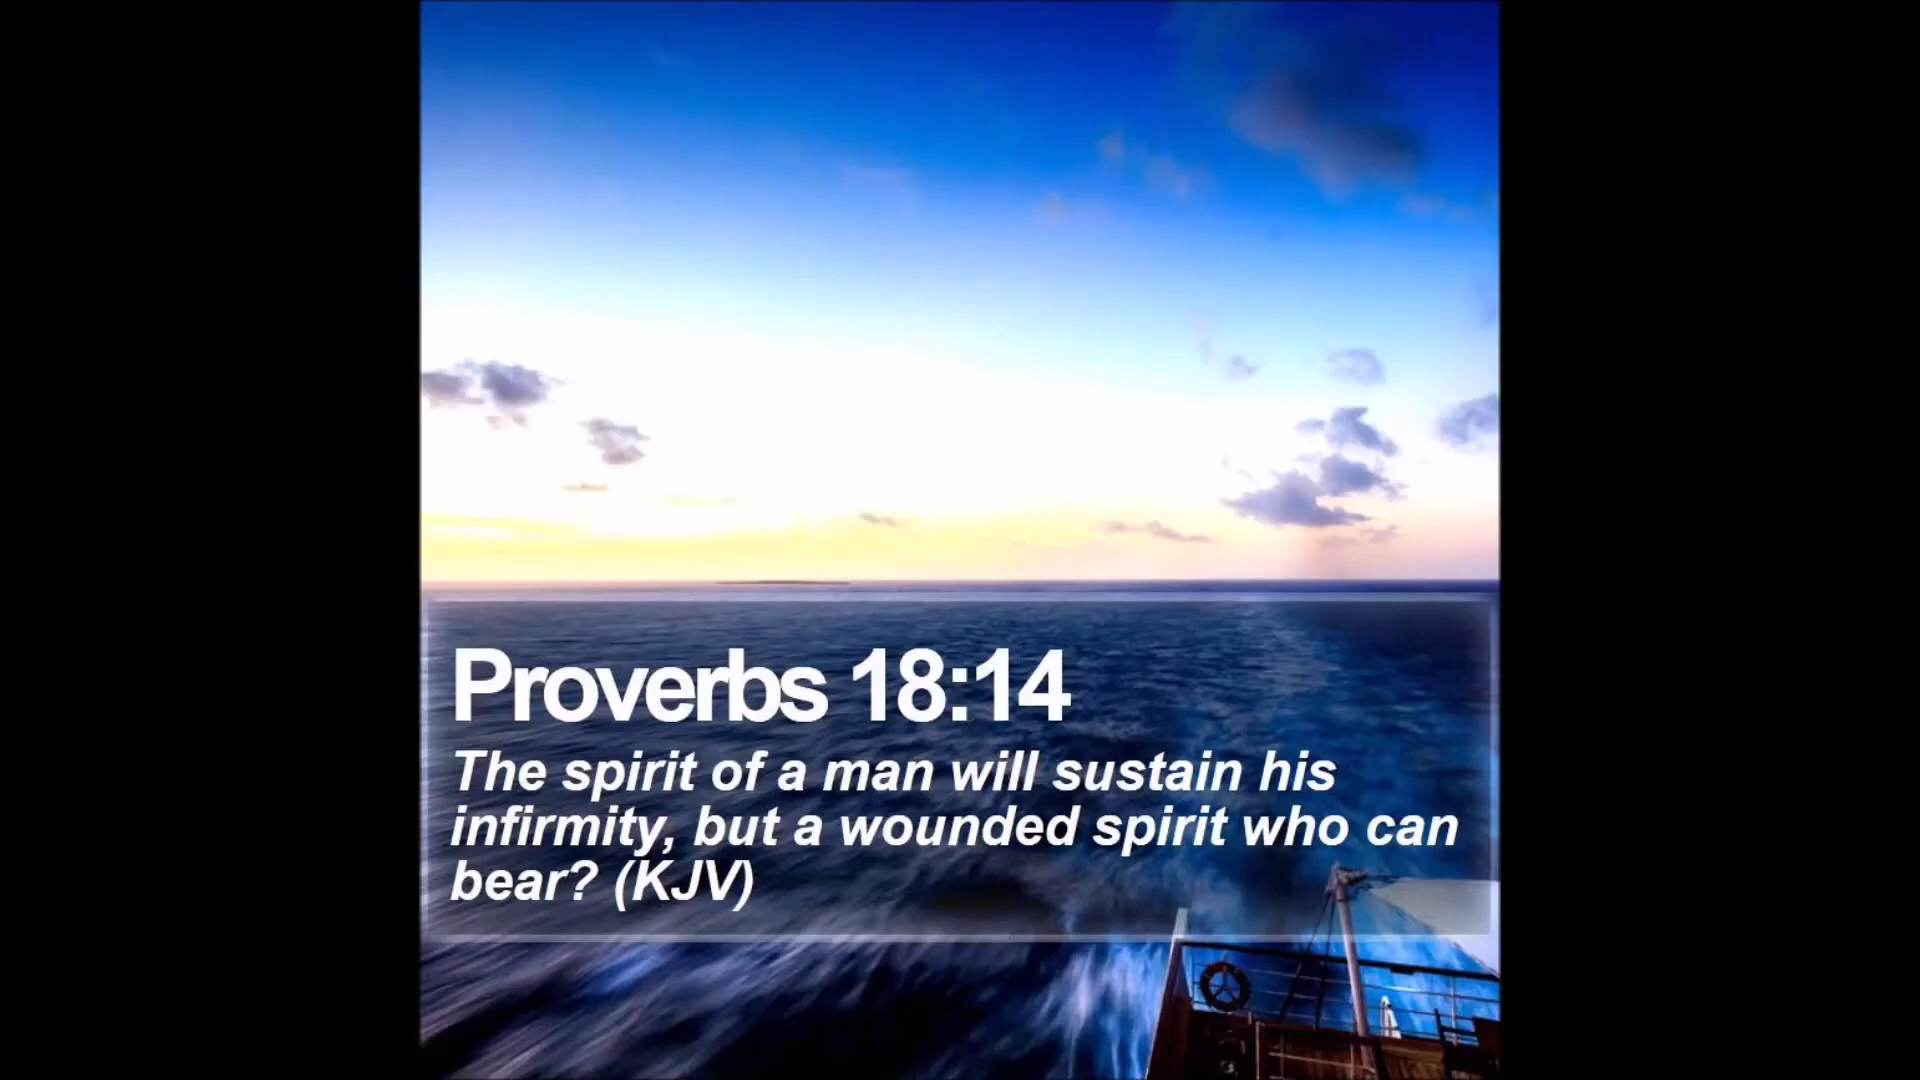 Proverbs 18:14
The spirit of a man will sustain his
infirmity, but a wounded spirit who can
bear? (KJV)